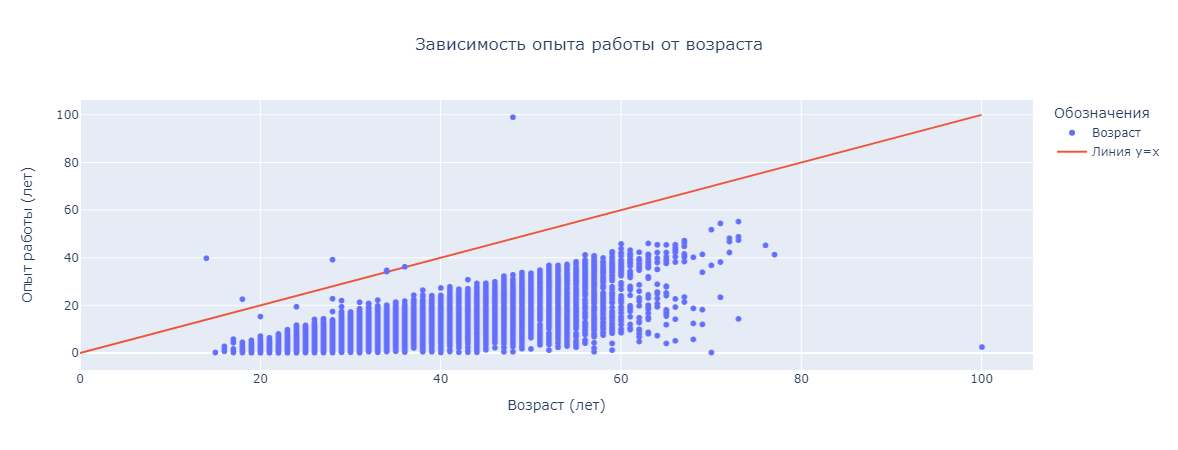 Зависимость опыта работы от возраста
Опыт работы (лет)
100
80
60
40
20
0
0
20
40
60
80
100
Возраст (лет)
Обозначения
Возраст
Линия y=x